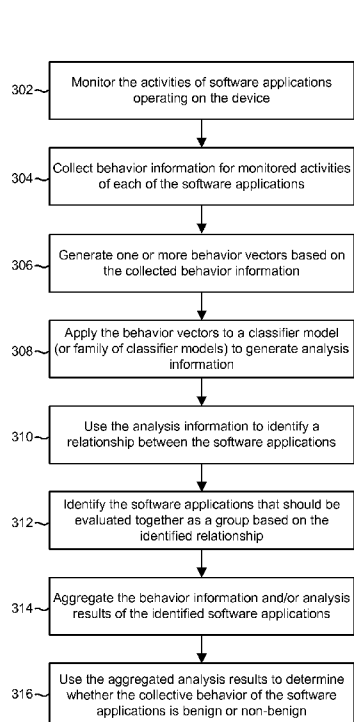 302
Monitor the activities of software applications
operating on the device
304
Collect behavior information for monitored activities
of each of the software applications
306
Generate one or more behavior vectors based on
the collected behavior information
308
Apply the behavior vectors to a classifier model
(or family of classifier models) to generate analysis
information
310
Use the analysis information to identify a
relationship between the software applications
312
Identify the software applications that should be
evaluated together as a group based on the
identified relationship
314
Aggregate the behavior information and/or analysis
results of the identified software applications
316
Use the aggregated analysis results to determine
whether the collective behavior of the software
applications is benign or non-benign